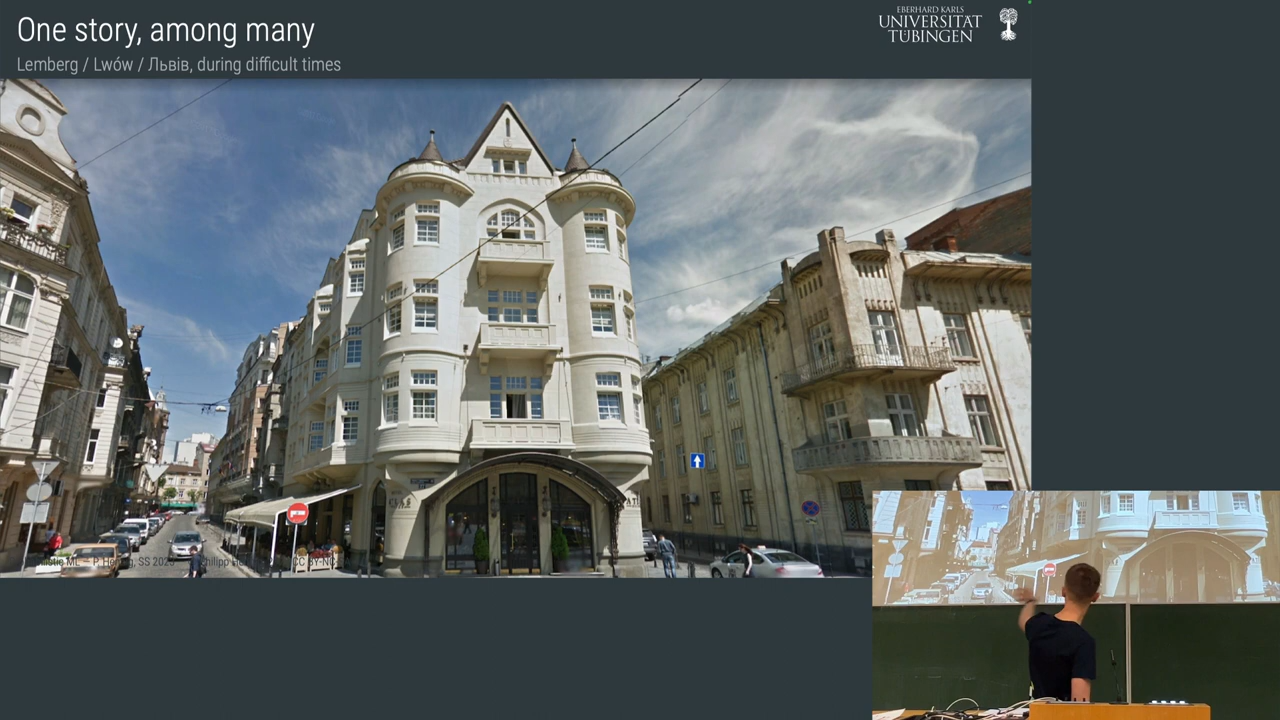 One story, among many
Lemberg / Lwów / Львів, during difficult times
EBERHARD KARLS
UNIVERSITÄT
TÜBINGEN